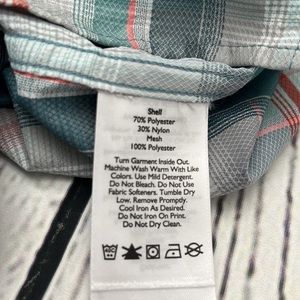 Shell
70% Polyester
30% Nylon
Mesh
100% Polyester
Turn Garment Inside Out.
Machine Wash Warm With Like
Colors. Use Mild Detergent.
Do Not Bleach. Do Not Use
Fabric Softeners. Tumble Dry
Low. Remove Promptly.
Cool Iron As Desired.
Do Not Iron On Print.
Do Not Dry Clean.